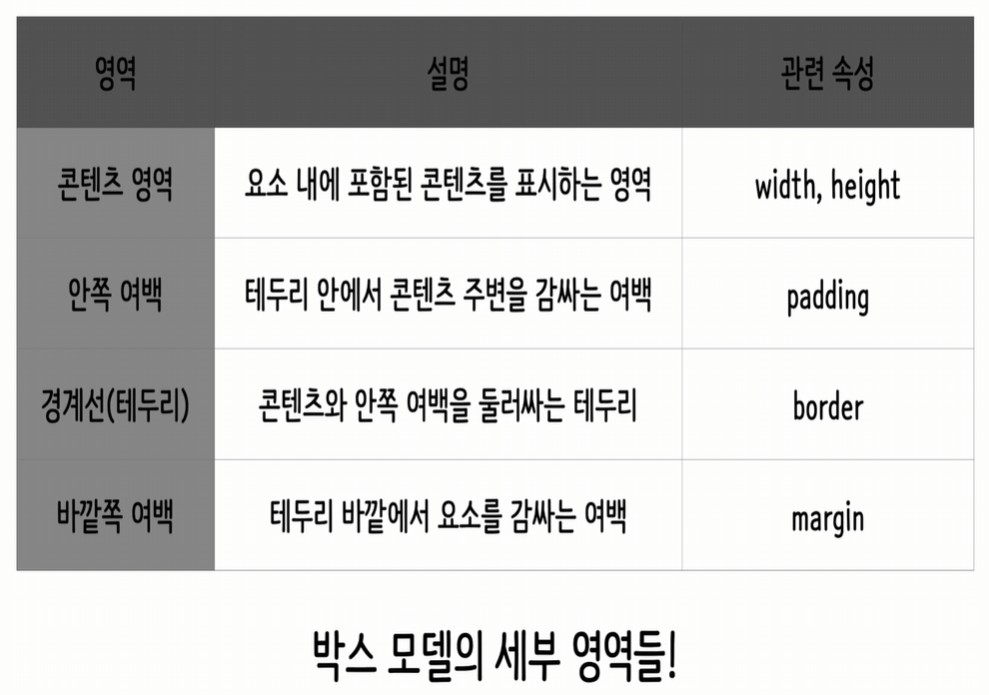 영역 설명 관련 속성
콘텐츠 영역 요소 내에 포함된 콘텐츠를 표시하는 영역 width, height
안쪽 여백 테두리 안에서 콘텐츠 주변을 감싸는 여백 padding
경계선(테두리) 콘텐츠와 안쪽 여백을 둘러싸는 테두리 border
바깥쪽 여백 테두리 바깥에서 요소를 감싸는 여백 margin
박스 모델의 세부 영역들!